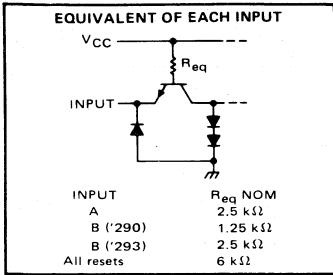 EQUIVALENT OF EACH INPUT
VCC
Req
INPUT
INPUT Req NOM
A 2.5 kΩ
B ('290) 1.25 kΩ
B ('293) 2.5 kΩ
All resets 6 kΩ